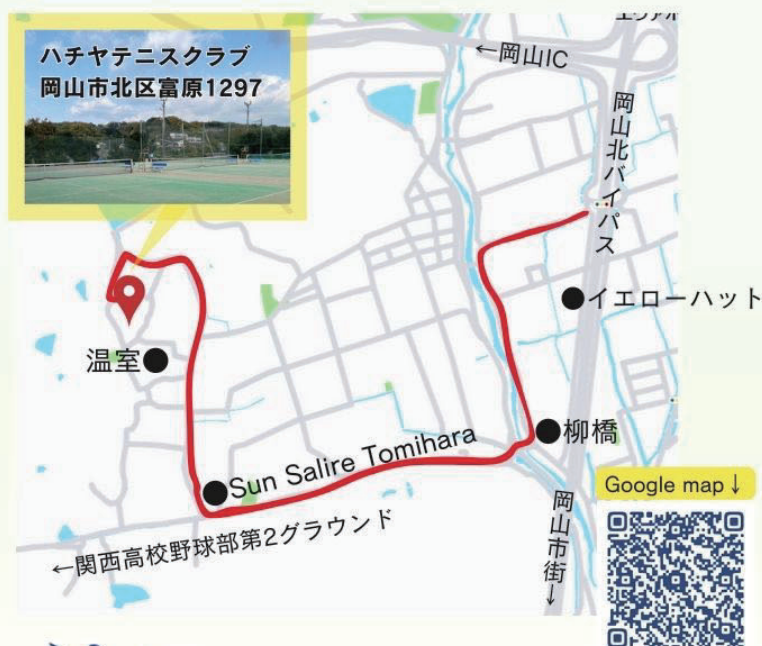 ハチヤテニスクラブ
岡山市北区富原1297
←岡山IC
岡山北バイパス
イエローハット
温室
柳橋
Sun Salire Tomihara
Google map ↓
岡山市街↓
←関西高校野球部第2グラウンド